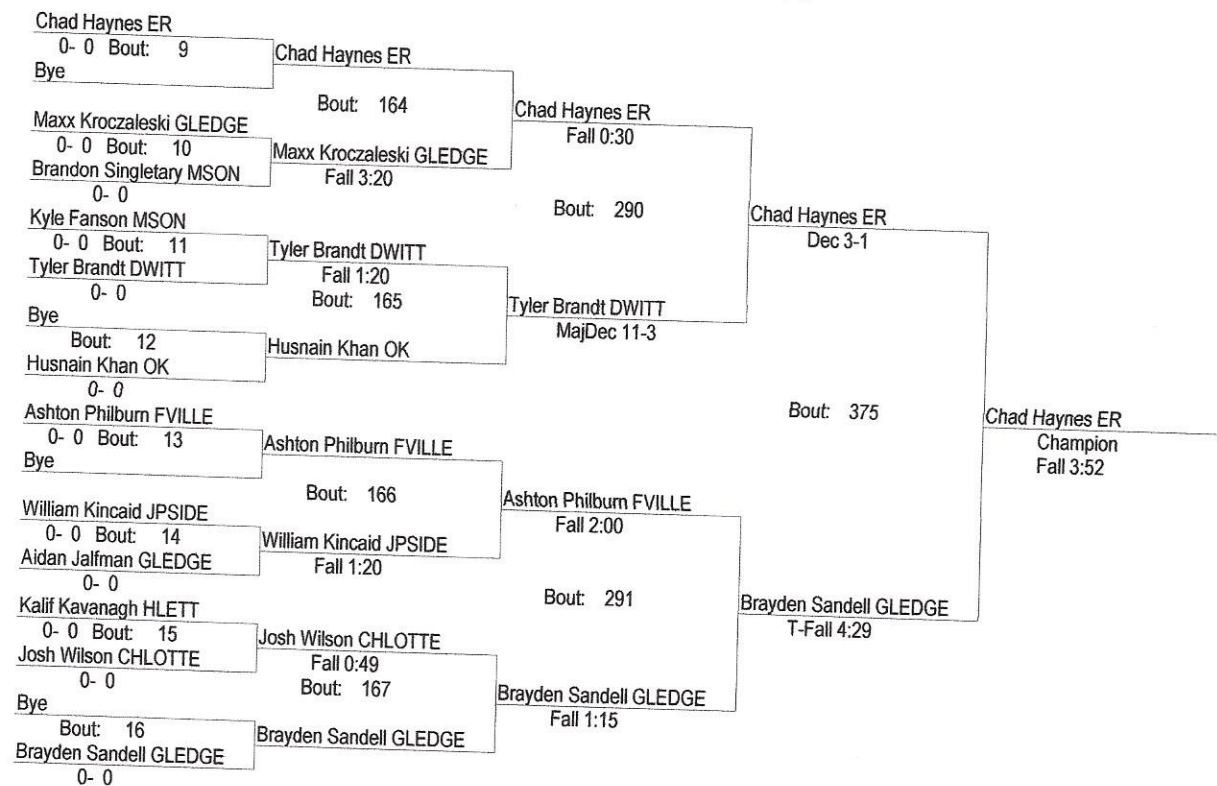 Chad Haynes ER
0- 0 Bout: 9
Bye
Chad Haynes ER
Bout: 164
Maxx Kroczaleski GLEDGE
0- 0 Bout: 10
Brandon Singletary MSON
0- 0
Maxx Kroczaleski GLEDGE
Fall 3:20
Chad Haynes ER
Fall 0:30
Bout: 290
Kyle Fanson MSON
0- 0 Bout: 11
Tyler Brandt DWITT
0- 0
Tyler Brandt DWITT
Fall 1:20
Bout: 165
Bye
Bout: 12
Husnain Khan OK
0- 0
Husnain Khan OK
Tyler Brandt DWITT
MajDec 11-3
Chad Haynes ER
Dec 3-1
Bout: 375
Ashton Philburn FVILLE
0- 0 Bout: 13
Bye
Ashton Philburn FVILLE
Bout: 166
William Kincaid JPSIDE
0- 0 Bout: 14
Aidan Jalfman GLEDGE
0- 0
William Kincaid JPSIDE
Fall 1:20
Ashton Philburn FVILLE
Fall 2:00
Bout: 291
Kalif Kavanagh HLETT
0- 0 Bout: 15
Josh Wilson CHLOTTE
0- 0
Josh Wilson CHLOTTE
Fall 0:49
Bout: 167
Bye
Bout: 16
Brayden Sandell GLEDGE
0- 0
Brayden Sandell GLEDGE
Brayden Sandell GLEDGE
Fall 1:15
Brayden Sandell GLEDGE
T-Fall 4:29
Chad Haynes ER
Champion
Fall 3:52